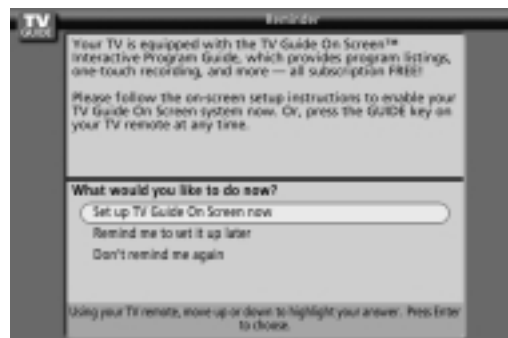 Reminder
TV
GUIDE
Your TV is equipped with the TV Guide On Screen™
Interactive Program Guide, which provides program listings,
one-touch recording, and more — all subscription FREE!
Please follow the on-screen setup instructions to enable your
TV Guide On Screen system now. Or, press the GUIDE key on
your TV remote at any time.
What would you like to do now?
Set up TV Guide On Screen now
Remind me to set it up later
Don't remind me again
Using your TV remote, move up or down to highlight your answer. Press Enter
to choose.